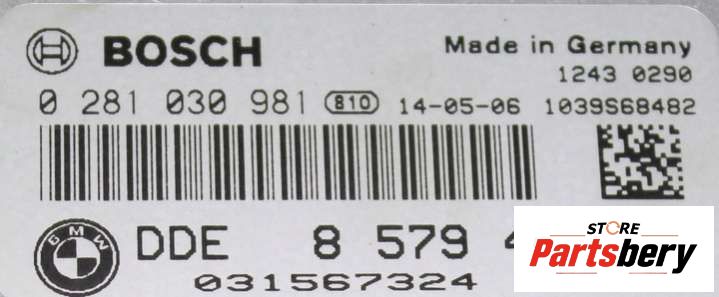 BOSCH Made in Germany
1243 0290
0 281 030 981 810 14-05-06 1039S68482
BMW DDE 8 579
031567324
STORE
Partsbery